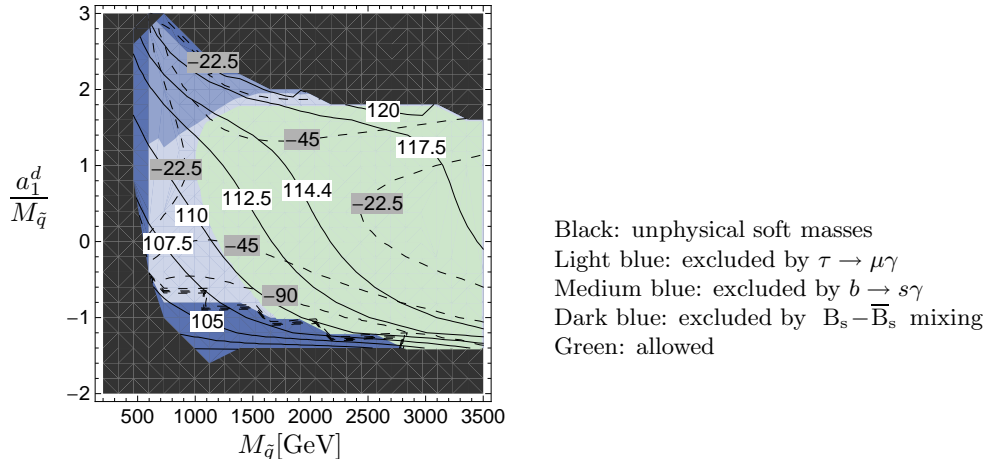 3
2
1
0
−1
−2
a_1^d / M_q̃
−22.5
120
−45
117.5
−22.5
114.4
112.5
−22.5
110
107.5
−45
−90
105
500 1000 1500 2000 2500 3000 3500
M_q̃[GeV]
Black: unphysical soft masses
Light blue: excluded by τ → μγ
Medium blue: excluded by b → sγ
Dark blue: excluded by B_s − B̅_s mixing
Green: allowed